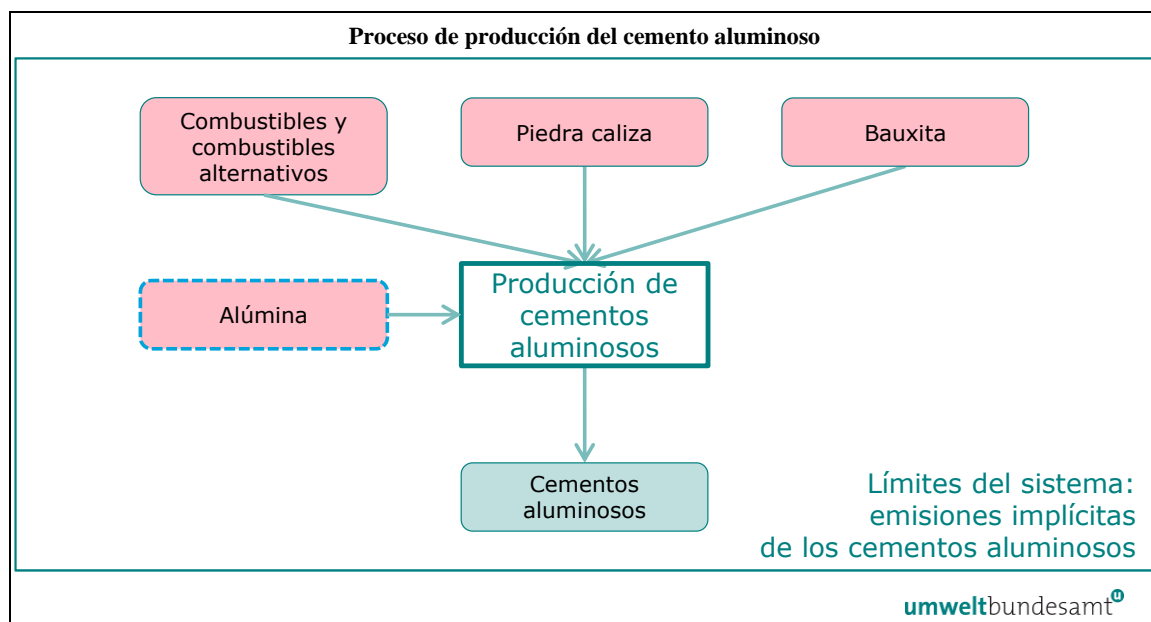 Proceso de producción del cemento aluminoso
Combustibles y
combustibles
alternativos
Piedra caliza
Bauxita
Alúmina
Producción de
cementos
aluminosos
Cementos
aluminosos
Límites del sistema:
emisiones implícitas
de los cementos aluminosos
umweltbundesamt